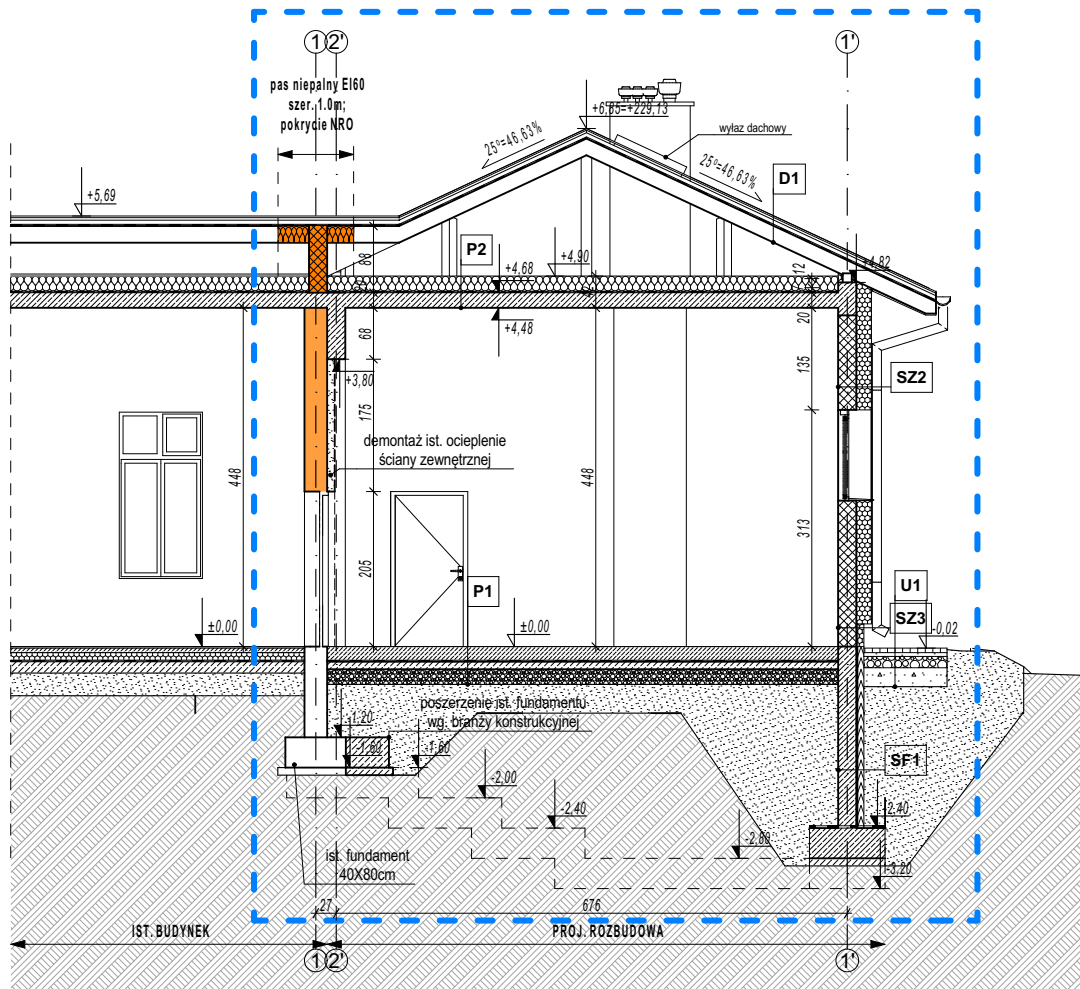 1
2'
1'
pas niepalny EI60
szer. 1.0m;
pokrycie NRO
+6,85=+229,13
wyłaz dachowy
25º=46,63%
25º=46,63%
D1
+5,69
P2
88
+4,68
+4,90
+4,82
12
+4,48
20
68
135
SZ2
+3,80
175
demontaż ist. ocieplenie
ściany zewnętrznej
448
448
313
205
P1
U1
SZ3
±0,00
±0,00
-0,02
poszerzenie ist. fundamentu
wg. branży konstrukcyjnej
-1,20
-1,60
-1,60
SF1
-2,00
-2,40
-2,40
-2,80
-3,20
ist. fundament
40X80cm
27
676
IST. BUDYNEK
PROJ. ROZBUDOWA
1
2'
1'